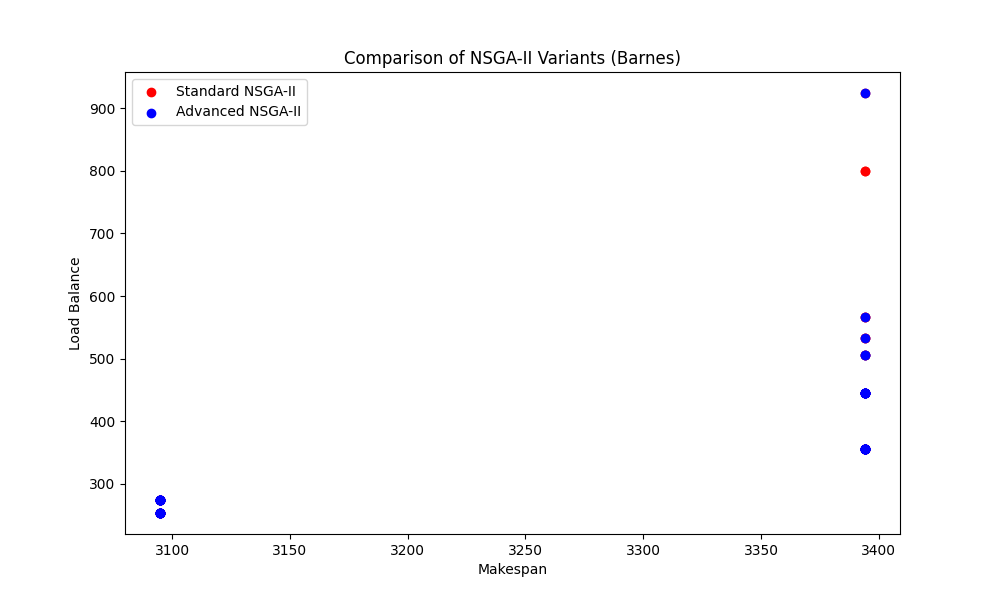 Comparison of NSGA-II Variants (Barnes)
Standard NSGA-II
Advanced NSGA-II
900
800
700
600
500
400
300
Load Balance
3100 3150 3200 3250 3300 3350 3400
Makespan